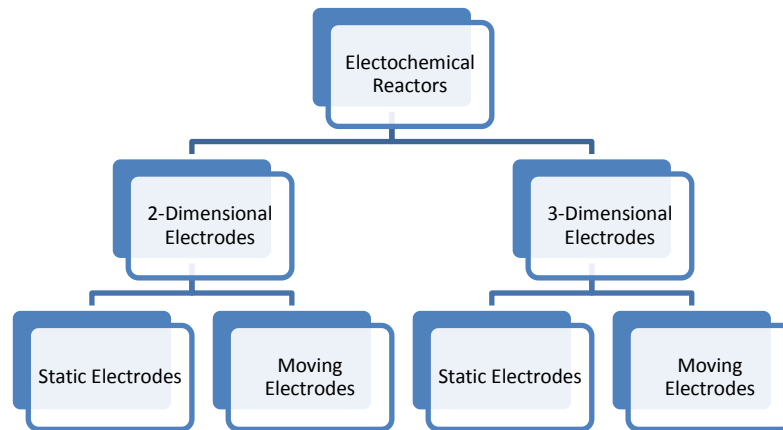 Electochemical
Reactors
2-Dimensional
Electrodes
3-Dimensional
Electrodes
Static Electrodes
Moving
Electrodes
Static Electrodes
Moving
Electrodes